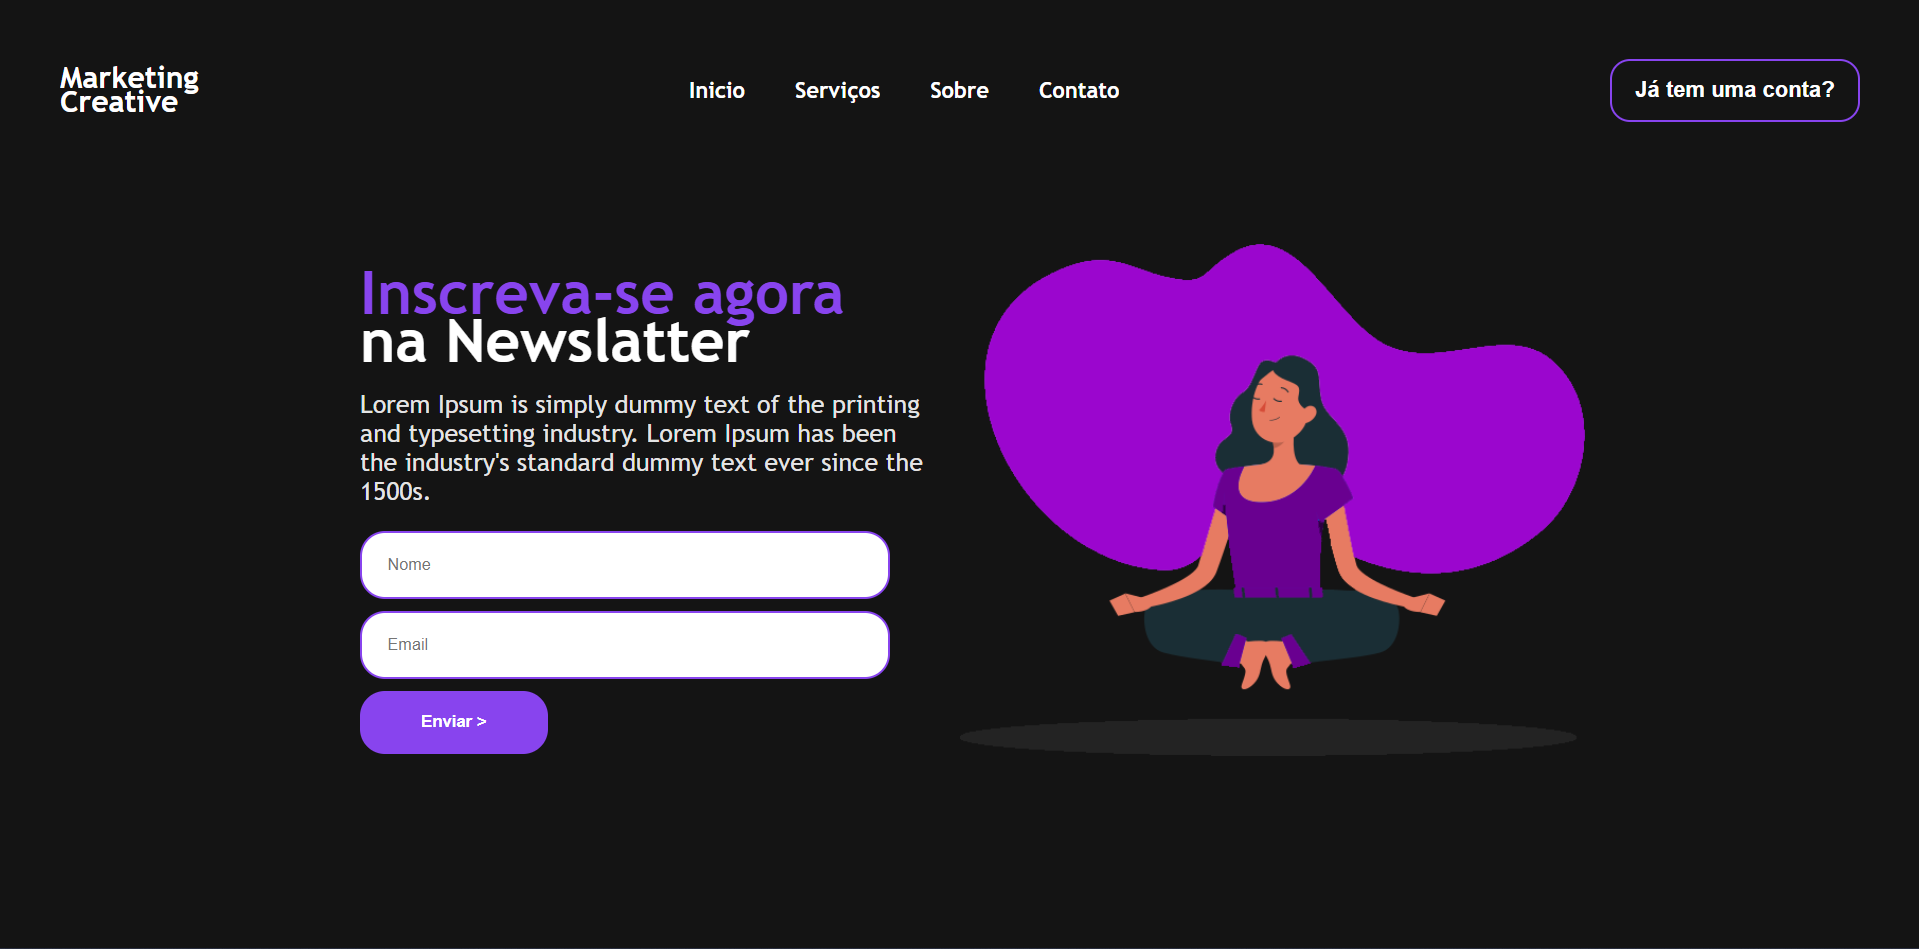 Marketing
Creative
Inicio Serviços Sobre Contato
Já tem uma conta?
Inscreva-se agora
na Newslatter
Lorem Ipsum is simply dummy text of the printing
and typesetting industry. Lorem Ipsum has been
the industry's standard dummy text ever since the
1500s.
Nome
Email
Enviar >